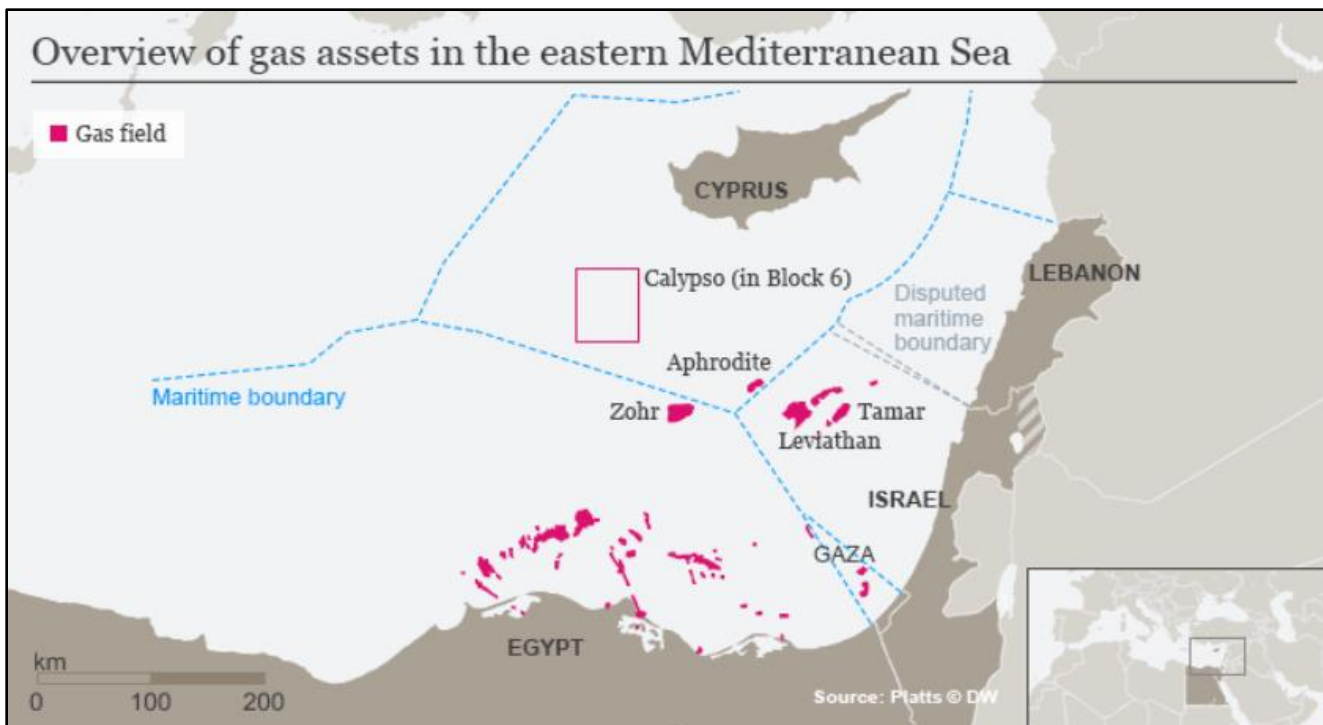 Overview of gas assets in the eastern Mediterranean Sea
Gas field
CYPRUS
Calypso (in Block 6)
LEBANON
Disputed
maritime
boundary
Aphrodite
Maritime boundary
Zohr
Tamar
Leviathan
ISRAEL
GAZA
EGYPT
km
0 100 200
Source: Platts © DW